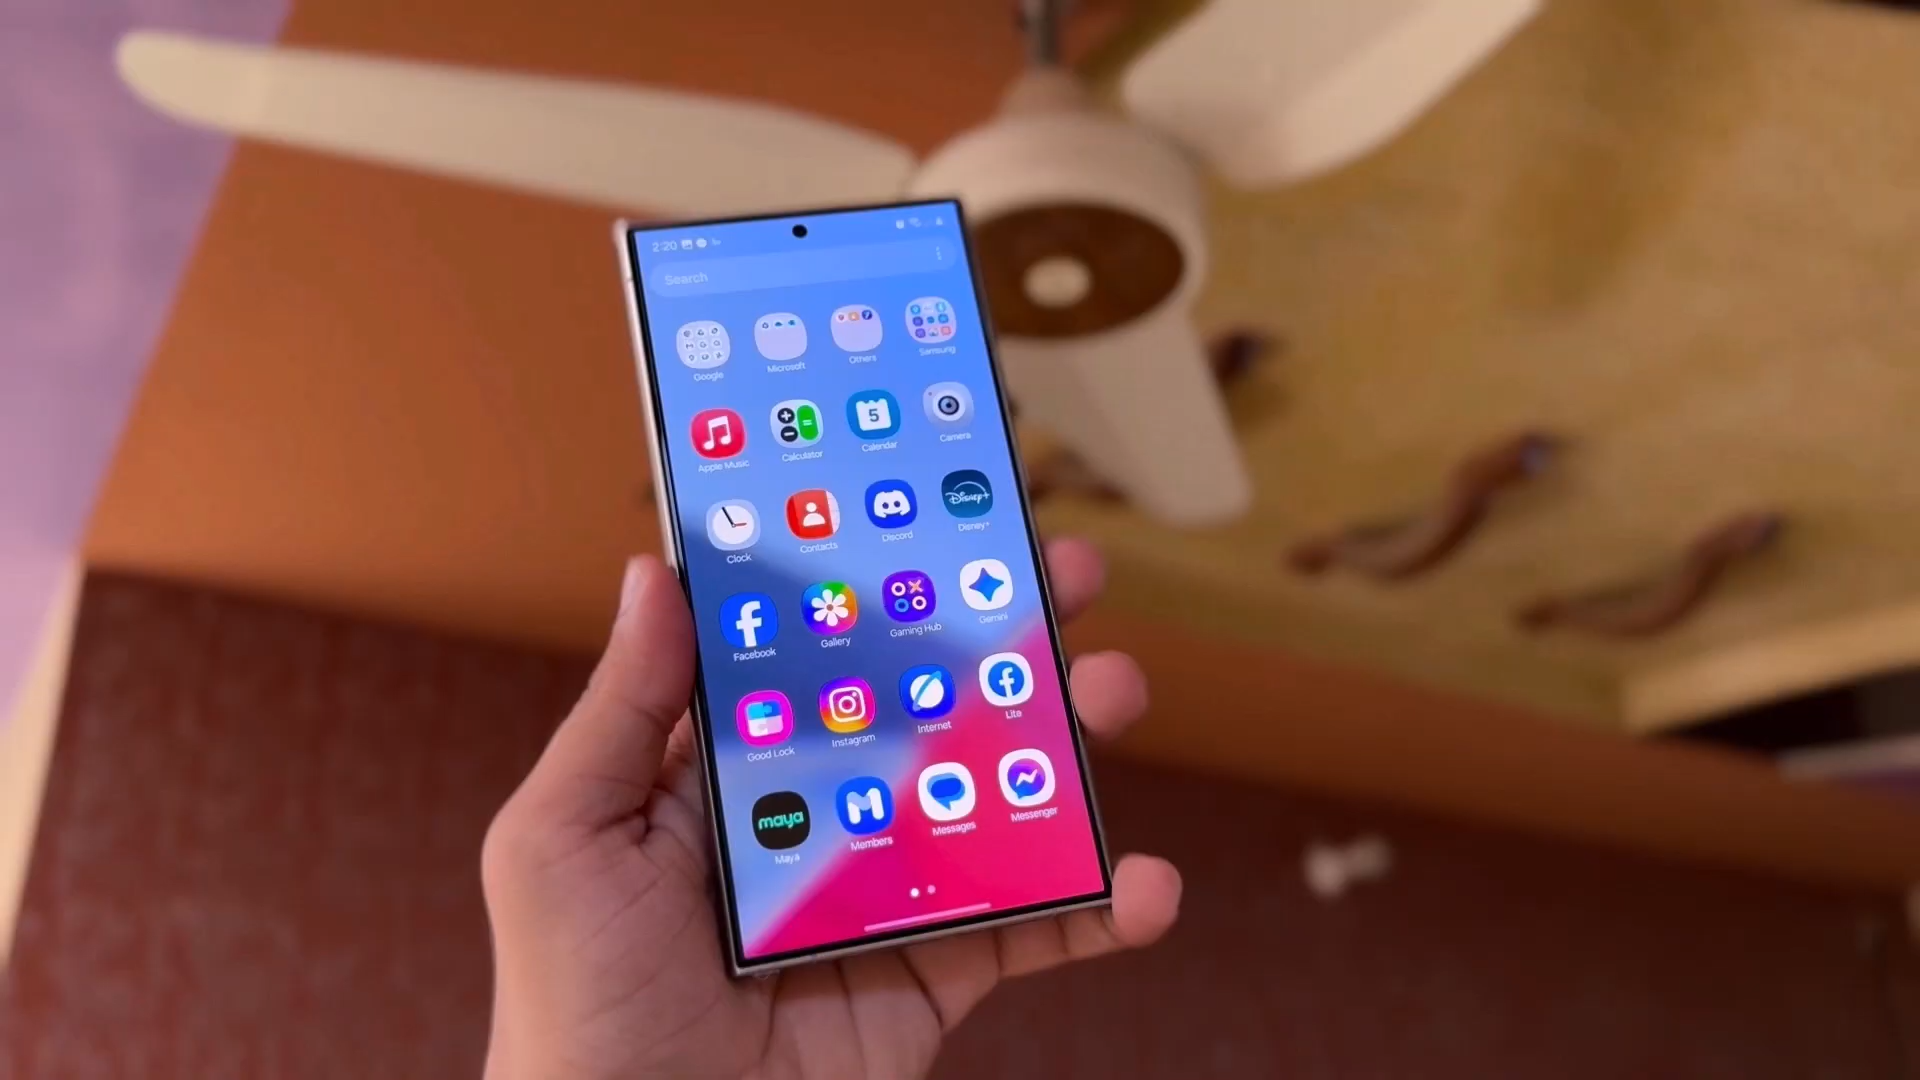 2:20
Search
Google Microsoft Others Samsung
5
Apple Music Calculator Calendar Camera
Disney+
Clock Contacts Discord Disney+
Facebook Gallery Gaming Hub Gemini
Good Lock Instagram Internet Lite
maya
Maya Members Messages Messenger